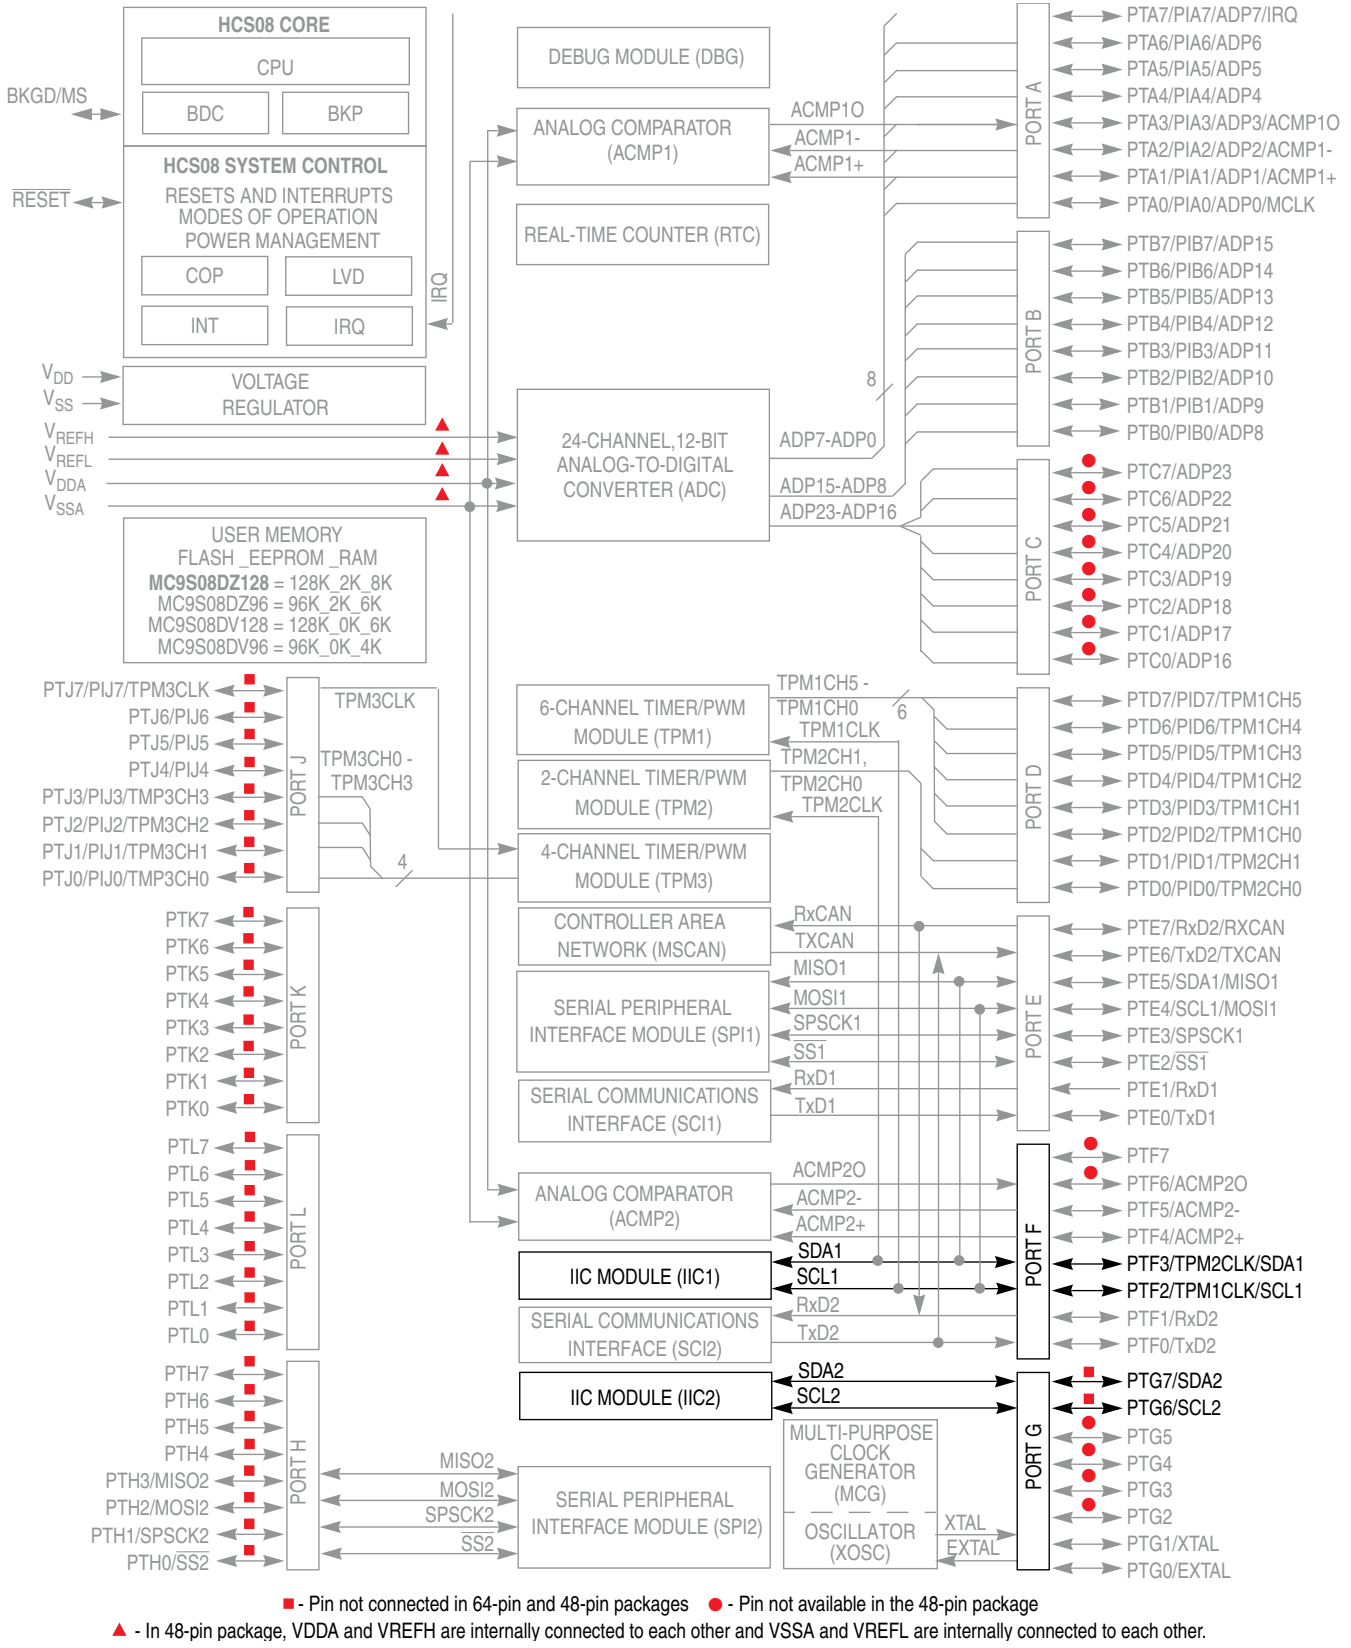 HCS08 CORE
CPU
BDC
BKP
BKGD/MS
HCS08 SYSTEM CONTROL
RESETS AND INTERRUPTS
MODES OF OPERATION
POWER MANAGEMENT
RESET
COP
LVD
INT
IRQ
IRQ
VDD
VSS
VOLTAGE
REGULATOR
VREFH
VREFL
VDDA
VSSA
USER MEMORY
FLASH _EEPROM _RAM
MC9S08DZ128 = 128K_2K_8K
MC9S08DZ96 = 96K_2K_6K
MC9S08DV128 = 128K_0K_6K
MC9S08DV96 = 96K_0K_4K
PTJ7/PIJ7/TPM3CLK
PTJ6/PIJ6
PTJ5/PIJ5
PTJ4/PIJ4
PTJ3/PIJ3/TMP3CH3
PTJ2/PIJ2/TPM3CH2
PTJ1/PIJ1/TPM3CH1
PTJ0/PIJ0/TMP3CH0
PORT J
TPM3CLK
TPM3CH0 -
TPM3CH3
4
PTK7
PTK6
PTK5
PTK4
PTK3
PTK2
PTK1
PTK0
PORT K
PTL7
PTL6
PTL5
PTL4
PTL3
PTL2
PTL1
PTL0
PORT L
PTH7
PTH6
PTH5
PTH4
PTH3/MISO2
PTH2/MOSI2
PTH1/SPSCK2
PTH0/SS2
PORT H
MISO2
MOSI2
SPSCK2
SS2
DEBUG MODULE (DBG)
ANALOG COMPARATOR
(ACMP1)
ACMP1O
ACMP1-
ACMP1+
REAL-TIME COUNTER (RTC)
24-CHANNEL,12-BIT
ANALOG-TO-DIGITAL
CONVERTER (ADC)
8
ADP7-ADP0
ADP15-ADP8
ADP23-ADP16
6-CHANNEL TIMER/PWM
MODULE (TPM1)
TPM1CH5 -
TPM1CH0
6
TPM1CLK
2-CHANNEL TIMER/PWM
MODULE (TPM2)
TPM2CH1,
TPM2CH0
TPM2CLK
4-CHANNEL TIMER/PWM
MODULE (TPM3)
CONTROLLER AREA
NETWORK (MSCAN)
RxCAN
TXCAN
SERIAL PERIPHERAL
INTERFACE MODULE (SPI1)
MISO1
MOSI1
SPSCK1
SS1
SERIAL COMMUNICATIONS
INTERFACE (SCI1)
RxD1
TxD1
ANALOG COMPARATOR
(ACMP2)
ACMP2O
ACMP2-
ACMP2+
IIC MODULE (IIC1)
SDA1
SCL1
SERIAL COMMUNICATIONS
INTERFACE (SCI2)
RxD2
TxD2
IIC MODULE (IIC2)
SDA2
SCL2
MULTI-PURPOSE
CLOCK
GENERATOR
(MCG)
OSCILLATOR
(XOSC)
XTAL
EXTAL
SERIAL PERIPHERAL
INTERFACE MODULE (SPI2)
PORT A
PTA7/PIA7/ADP7/IRQ
PTA6/PIA6/ADP6
PTA5/PIA5/ADP5
PTA4/PIA4/ADP4
PTA3/PIA3/ADP3/ACMP1O
PTA2/PIA2/ADP2/ACMP1-
PTA1/PIA1/ADP1/ACMP1+
PTA0/PIA0/ADP0/MCLK
PORT B
PTB7/PIB7/ADP15
PTB6/PIB6/ADP14
PTB5/PIB5/ADP13
PTB4/PIB4/ADP12
PTB3/PIB3/ADP11
PTB2/PIB2/ADP10
PTB1/PIB1/ADP9
PTB0/PIB0/ADP8
PORT C
PTC7/ADP23
PTC6/ADP22
PTC5/ADP21
PTC4/ADP20
PTC3/ADP19
PTC2/ADP18
PTC1/ADP17
PTC0/ADP16
PORT D
PTD7/PID7/TPM1CH5
PTD6/PID6/TPM1CH4
PTD5/PID5/TPM1CH3
PTD4/PID4/TPM1CH2
PTD3/PID3/TPM1CH1
PTD2/PID2/TPM1CH0
PTD1/PID1/TPM2CH1
PTD0/PID0/TPM2CH0
PORT E
PTE7/RxD2/RXCAN
PTE6/TxD2/TXCAN
PTE5/SDA1/MISO1
PTE4/SCL1/MOSI1
PTE3/SPSCK1
PTE2/SS1
PTE1/RxD1
PTE0/TxD1
PORT F
PTF7
PTF6/ACMP2O
PTF5/ACMP2-
PTF4/ACMP2+
PTF3/TPM2CLK/SDA1
PTF2/TPM1CLK/SCL1
PTF1/RxD2
PTF0/TxD2
PORT G
PTG7/SDA2
PTG6/SCL2
PTG5
PTG4
PTG3
PTG2
PTG1/XTAL
PTG0/EXTAL
- Pin not connected in 64-pin and 48-pin packages
- Pin not available in the 48-pin package
- In 48-pin package, VDDA and VREFH are internally connected to each other and VSSA and VREFL are internally connected to each other.